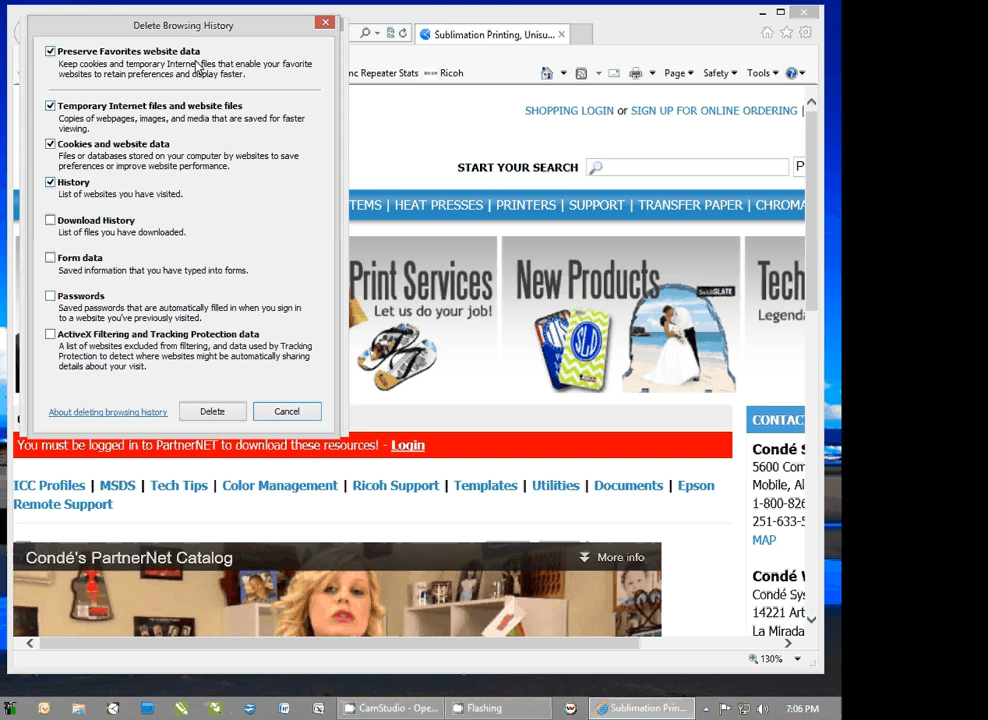 Delete Browsing History
Preserve Favorites website data
Keep cookies and temporary Internet files that enable your favorite
websites to retain preferences and display faster.
Temporary Internet files and website files
Copies of webpages, images, and media that are saved for faster
viewing.
Cookies and website data
Files or databases stored on your computer by websites to save
preferences or improve website performance.
History
List of websites you have visited.
Download History
List of files you have downloaded.
Form data
Saved information that you have typed into forms.
Passwords
Saved passwords that are automatically filled in when you sign in
to a website you've previously visited.
ActiveX Filtering and Tracking Protection data
A list of websites excluded from filtering, and data used by Tracking
Protection to detect where websites might be automatically sharing
details about your visit.
About deleting browsing history
Delete
Cancel
Sublimation Printing, Unisu...
nc Repeater Stats
Ricoh
Page
Safety
Tools
SHOPPING LOGIN or SIGN UP FOR ONLINE ORDERING |
START YOUR SEARCH
P
TEMS | HEAT PRESSES | PRINTERS | SUPPORT | TRANSFER PAPER | CHROMA
Print Services
Let us do your job!
New Products
SLATE
SLD
Tech
Legenda
You must be logged in to PartnerNET to download these resources! - Login
ICC Profiles | MSDS | Tech Tips | Color Management | Ricoh Support | Templates | Utilities | Documents | Epson
Remote Support
Condé's PartnerNet Catalog
More info
CONTAC
Condé S
5600 Com
Mobile, Al
1-800-826
251-633-5
MAP
Condé W
Condé Sys
14221 Art
La Mirada
130%
CamStudio - Ope...
Flashing
Sublimation Prin...
7:06 PM